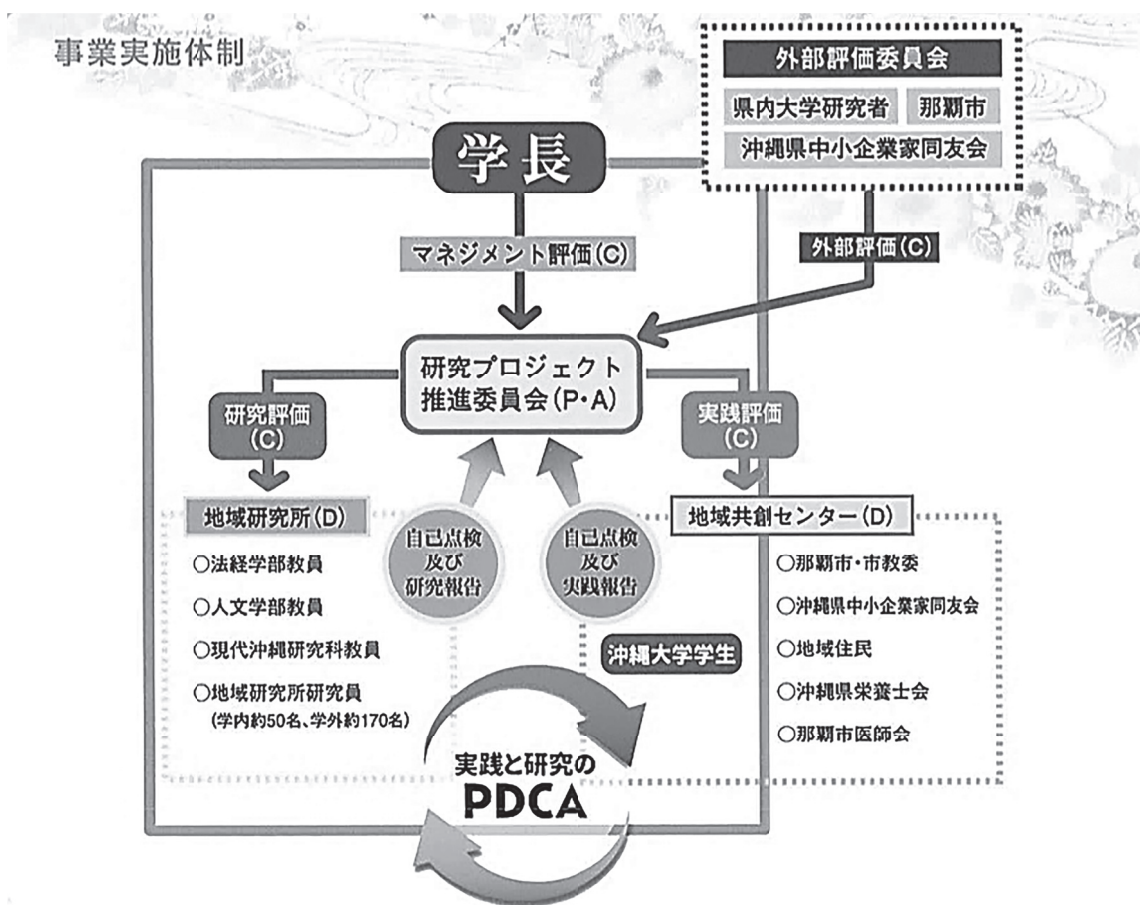 事業実施体制
外部評価委員会
県内大学研究者
那覇市
沖縄県中小企業家同友会
学長
マネジメント評価(C)
外部評価(C)
研究プロジェクト
推進委員会(P・A)
研究評価
(C)
実践評価
(C)
地域研究所(D)
○法経学部教員
○人文学部教員
○現代沖縄研究科教員
○地域研究所研究員
(学内約50名、学外約170名)
自己点検
及び
研究報告
自己点検
及び
実践報告
地域共創センター(D)
○那覇市・市教委
○沖縄県中小企業家同友会
○地域住民
○沖縄県栄養士会
○那覇市医師会
沖縄大学学生
実践と研究の
PDCA